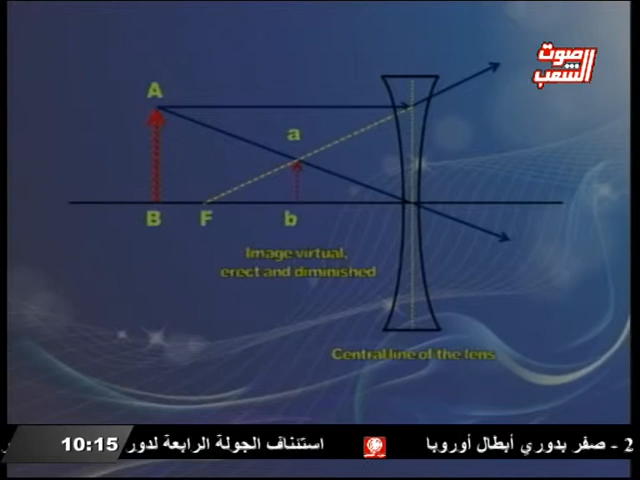 صوت
الشعب
A
a
B
F
b
Image virtual,
erect and diminished
Central line of the lens
2 - صفر بدوري أبطال أوروبا
استئناف الجولة الرابعة لدور
10:15